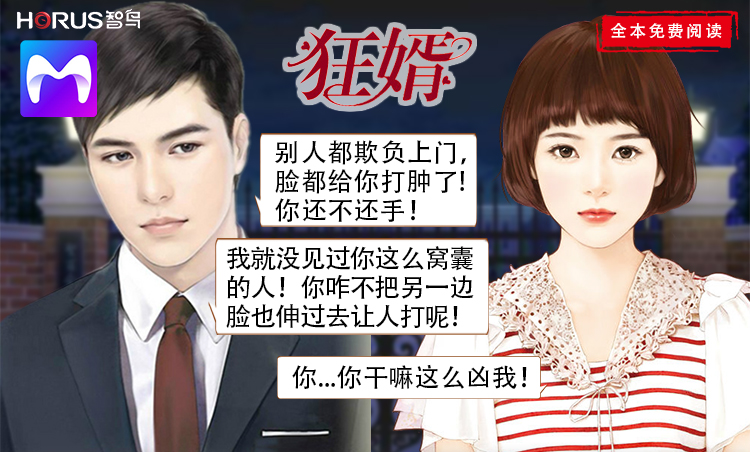 HORUS智鸟
狂婿
全本免费阅读
别人都欺负上门，
脸都给你打肿了！
你还不还手！
我就没见过你这么窝囊
的人！你咋不把另一边
脸也伸过去让人打呢！
你...你干嘛这么凶我！